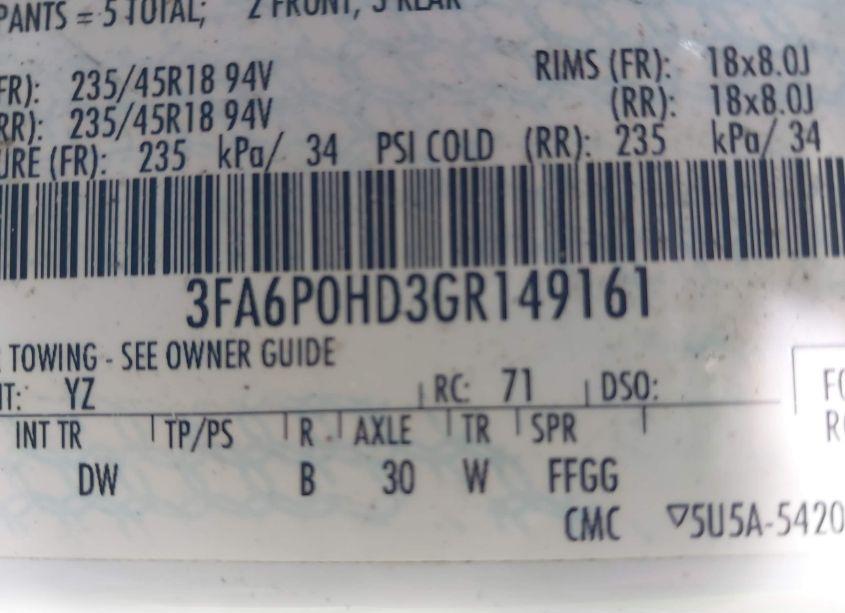 PANTS = 5 TOTAL; 2 FRONT, 3 REAR
FR): 235/45R18 94V RIMS (FR): 18x8.0J
RR): 235/45R18 94V (RR): 18x8.0J
URE (FR): 235 kPa/ 34 PSI COLD (RR): 235 kPa/ 34
3FA6P0HD3GR149161
TOWING - SEE OWNER GUIDE
NT: YZ RC: 71 DSO:
INT TR TP/PS R AXLE TR SPR
DW B 30 W FFGG
CMC ▽5U5A-5420